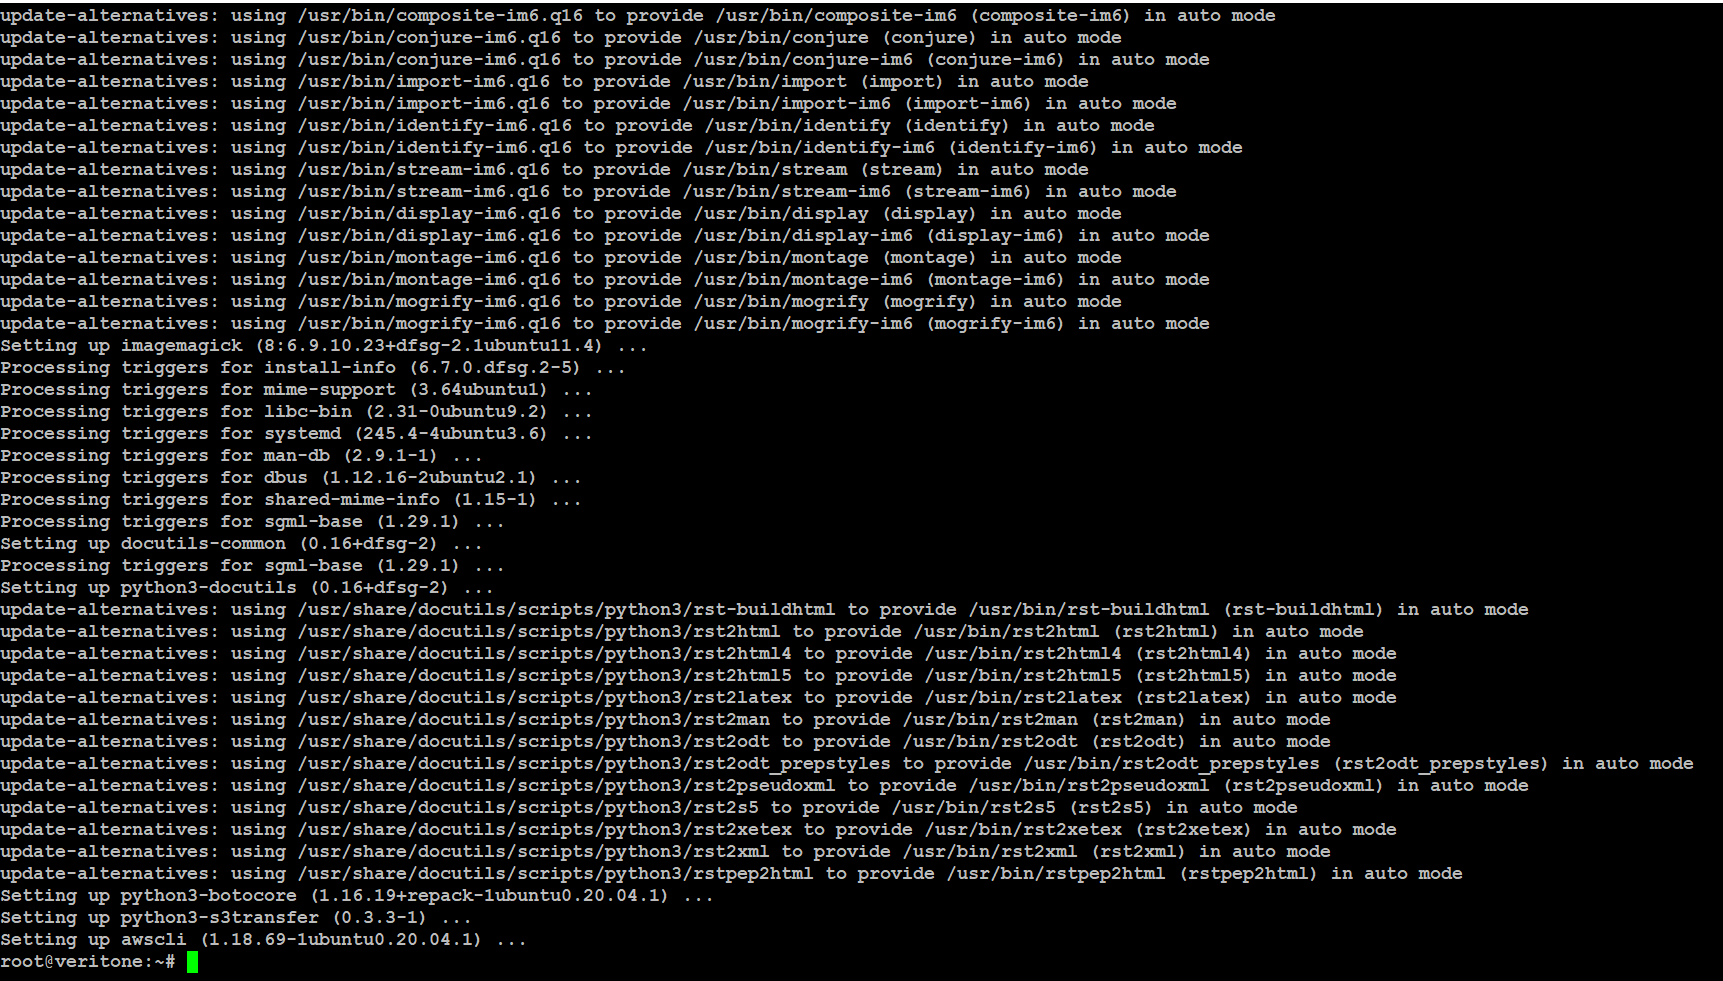 update-alternatives: using /usr/bin/composite-im6.q16 to provide /usr/bin/composite-im6 (composite-im6) in auto mode
update-alternatives: using /usr/bin/conjure-im6.q16 to provide /usr/bin/conjure (conjure) in auto mode
update-alternatives: using /usr/bin/conjure-im6.q16 to provide /usr/bin/conjure-im6 (conjure-im6) in auto mode
update-alternatives: using /usr/bin/import-im6.q16 to provide /usr/bin/import (import) in auto mode
update-alternatives: using /usr/bin/import-im6.q16 to provide /usr/bin/import-im6 (import-im6) in auto mode
update-alternatives: using /usr/bin/identify-im6.q16 to provide /usr/bin/identify (identify) in auto mode
update-alternatives: using /usr/bin/identify-im6.q16 to provide /usr/bin/identify-im6 (identify-im6) in auto mode
update-alternatives: using /usr/bin/stream-im6.q16 to provide /usr/bin/stream (stream) in auto mode
update-alternatives: using /usr/bin/stream-im6.q16 to provide /usr/bin/stream-im6 (stream-im6) in auto mode
update-alternatives: using /usr/bin/display-im6.q16 to provide /usr/bin/display (display) in auto mode
update-alternatives: using /usr/bin/display-im6.q16 to provide /usr/bin/display-im6 (display-im6) in auto mode
update-alternatives: using /usr/bin/montage-im6.q16 to provide /usr/bin/montage (montage) in auto mode
update-alternatives: using /usr/bin/montage-im6.q16 to provide /usr/bin/montage-im6 (montage-im6) in auto mode
update-alternatives: using /usr/bin/mogrify-im6.q16 to provide /usr/bin/mogrify (mogrify) in auto mode
update-alternatives: using /usr/bin/mogrify-im6.q16 to provide /usr/bin/mogrify-im6 (mogrify-im6) in auto mode
Setting up imagemagick (8:6.9.10.23+dfsg-2.1ubuntu11.4) ...
Processing triggers for install-info (6.7.0.dfsg.2-5) ...
Processing triggers for mime-support (3.64ubuntu1) ...
Processing triggers for libc-bin (2.31-0ubuntu9.2) ...
Processing triggers for systemd (245.4-4ubuntu3.6) ...
Processing triggers for man-db (2.9.1-1) ...
Processing triggers for dbus (1.12.16-2ubuntu2.1) ...
Processing triggers for shared-mime-info (1.15-1) ...
Processing triggers for sgml-base (1.29.1) ...
Setting up docutils-common (0.16+dfsg-2) ...
Processing triggers for sgml-base (1.29.1) ...
Setting up python3-docutils (0.16+dfsg-2) ...
update-alternatives: using /usr/share/docutils/scripts/python3/rst-buildhtml to provide /usr/bin/rst-buildhtml (rst-buildhtml) in auto mode
update-alternatives: using /usr/share/docutils/scripts/python3/rst2html to provide /usr/bin/rst2html (rst2html) in auto mode
update-alternatives: using /usr/share/docutils/scripts/python3/rst2html4 to provide /usr/bin/rst2html4 (rst2html4) in auto mode
update-alternatives: using /usr/share/docutils/scripts/python3/rst2html5 to provide /usr/bin/rst2html5 (rst2html5) in auto mode
update-alternatives: using /usr/share/docutils/scripts/python3/rst2latex to provide /usr/bin/rst2latex (rst2latex) in auto mode
update-alternatives: using /usr/share/docutils/scripts/python3/rst2man to provide /usr/bin/rst2man (rst2man) in auto mode
update-alternatives: using /usr/share/docutils/scripts/python3/rst2odt to provide /usr/bin/rst2odt (rst2odt) in auto mode
update-alternatives: using /usr/share/docutils/scripts/python3/rst2odt_prepstyles to provide /usr/bin/rst2odt_prepstyles (rst2odt_prepstyles) in auto mode
update-alternatives: using /usr/share/docutils/scripts/python3/rst2pseudoxml to provide /usr/bin/rst2pseudoxml (rst2pseudoxml) in auto mode
update-alternatives: using /usr/share/docutils/scripts/python3/rst2s5 to provide /usr/bin/rst2s5 (rst2s5) in auto mode
update-alternatives: using /usr/share/docutils/scripts/python3/rst2xetex to provide /usr/bin/rst2xetex (rst2xetex) in auto mode
update-alternatives: using /usr/share/docutils/scripts/python3/rst2xml to provide /usr/bin/rst2xml (rst2xml) in auto mode
update-alternatives: using /usr/share/docutils/scripts/python3/rstpep2html to provide /usr/bin/rstpep2html (rstpep2html) in auto mode
Setting up python3-botocore (1.16.19+repack-1ubuntu0.20.04.1) ...
Setting up python3-s3transfer (0.3.3-1) ...
Setting up awscli (1.18.69-1ubuntu0.20.04.1) ...
root@veritone:~#